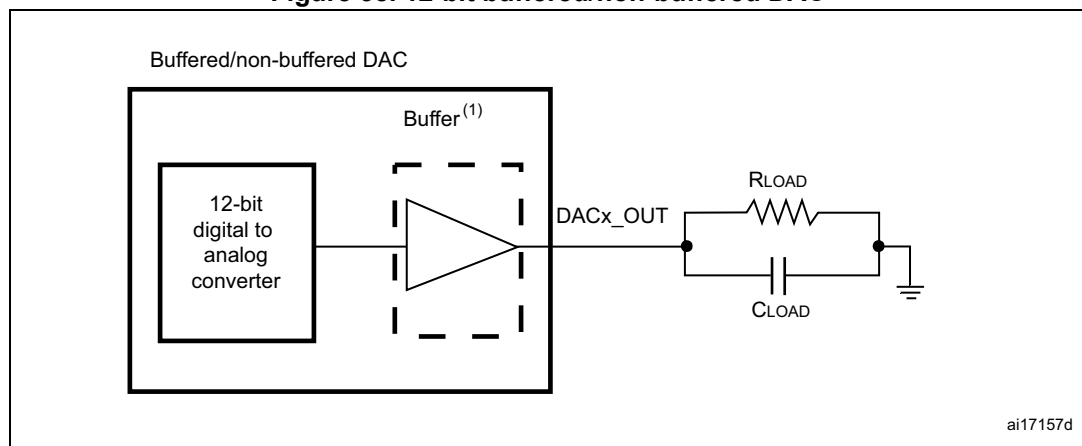 Buffered/non-buffered DAC
Buffer(1)
12-bit
digital to
analog
converter
DACx_OUT
RLOAD
CLOAD
ai17157d